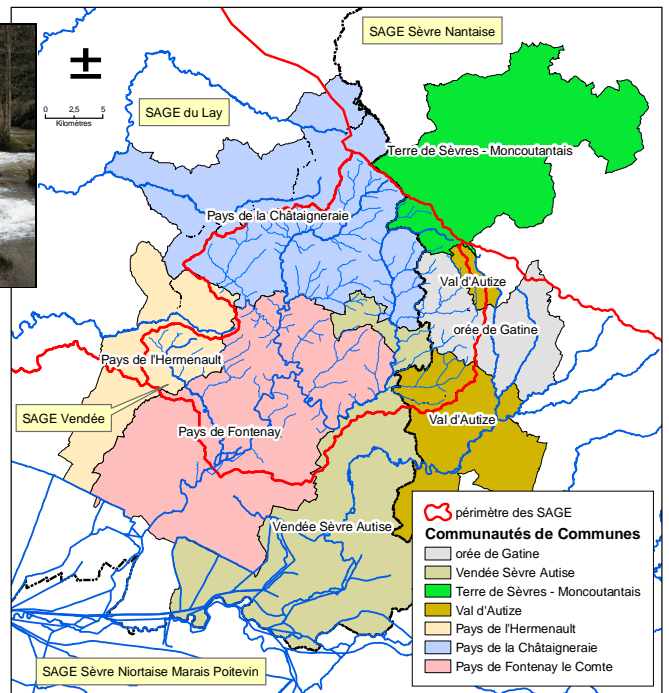 SAGE Sèvre Nantaise
±
0 2,5 5
Kilomètres
SAGE du Lay
Terre de Sèvres - Moncoutantais
Pays de la Châtaigneraie
Val d'Autize
orée de Gatine
Pays de l'Hermenault
SAGE Vendée
Val d'Autize
Pays de Fontenay
Vendée Sèvre Autise
périmètre des SAGE
Communautés de Communes
orée de Gatine
Vendée Sèvre Autise
Terre de Sèvres - Moncoutantais
Val d'Autize
Pays de l'Hermenault
Pays de la Châtaigneraie
Pays de Fontenay le Comte
SAGE Sèvre Niortaise Marais Poitevin